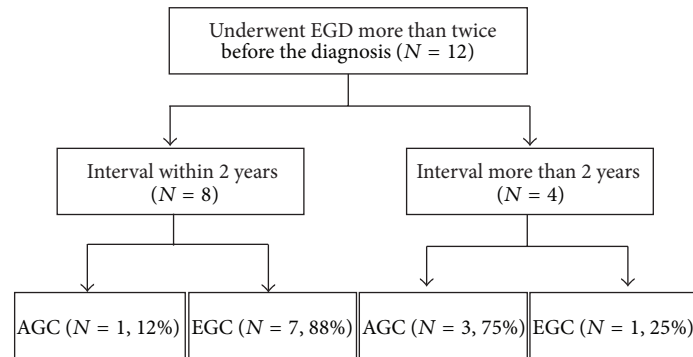 Underwent EGD more than twice
before the diagnosis (N = 12)
Interval within 2 years
(N = 8)
Interval more than 2 years
(N = 4)
AGC (N = 1, 12%)
EGC (N = 7, 88%)
AGC (N = 3, 75%)
EGC (N = 1, 25%)